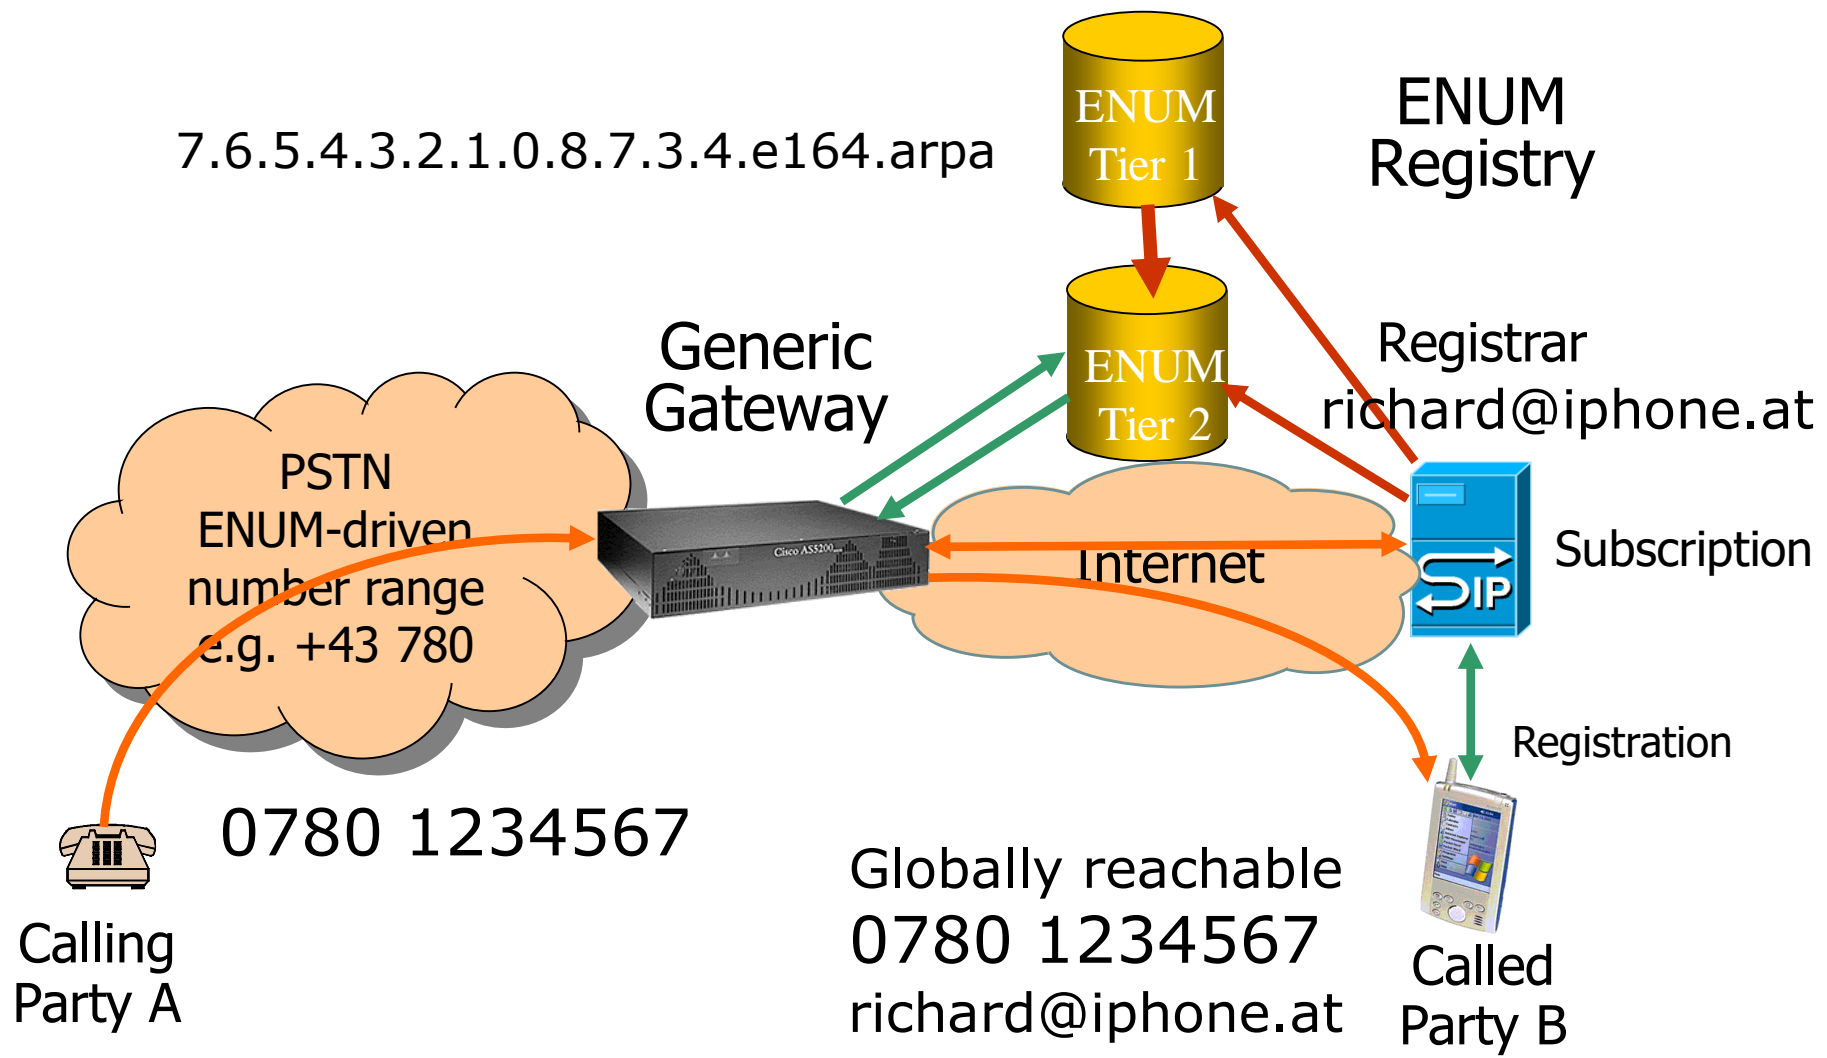 ENUM
Tier 1
ENUM
Registry
7.6.5.4.3.2.1.0.8.7.3.4.e164.arpa
Generic
Gateway
ENUM
Tier 2
Registrar
richard@iphone.at
PSTN
ENUM-driven
number range
e.g. +43 780
Cisco AS5200
Internet
SIP
Subscription
Registration
0780 1234567
Calling
Party A
Globally reachable
0780 1234567
richard@iphone.at
Called
Party B